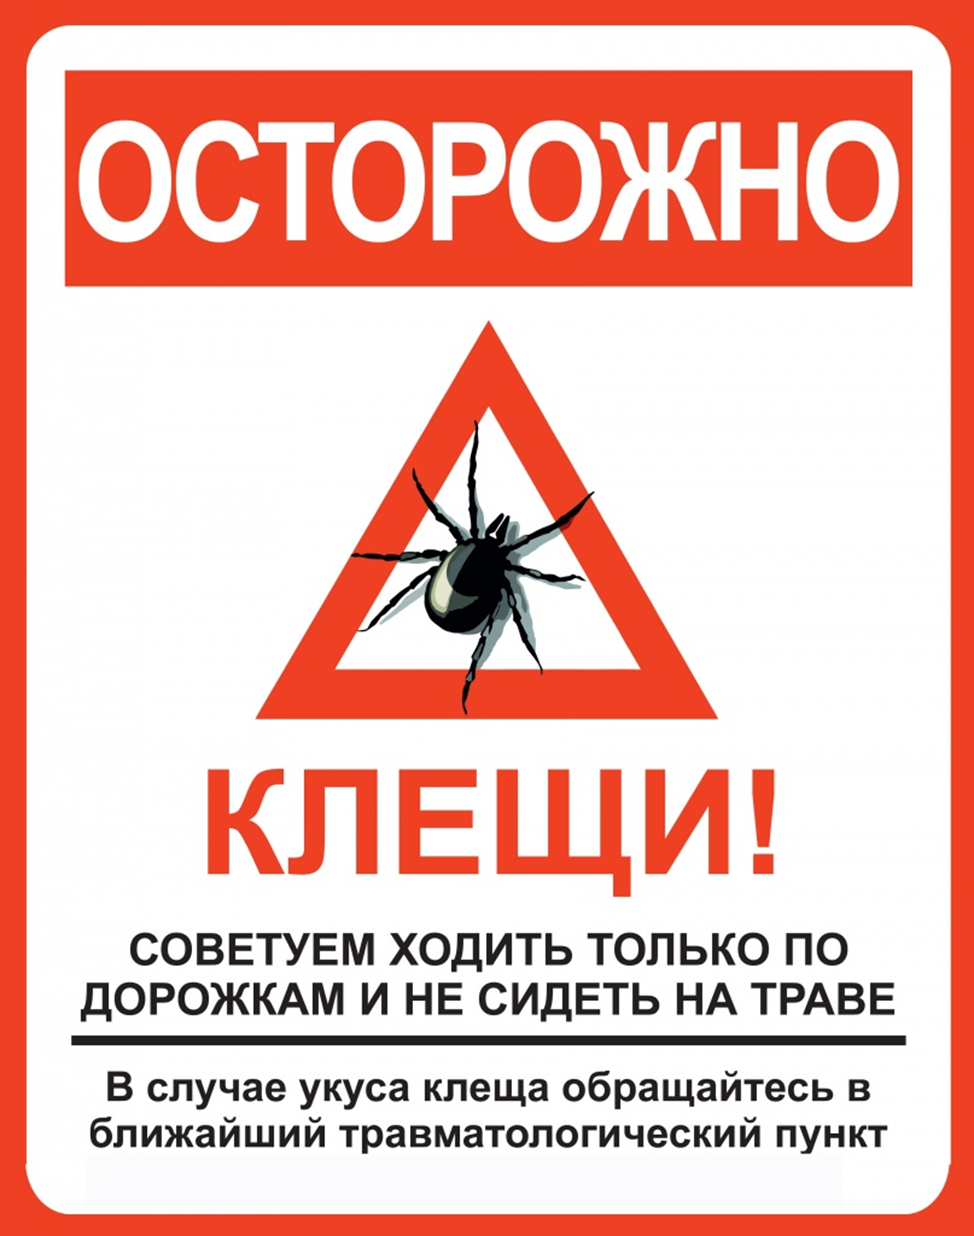 ОСТОРОЖНО
КЛЕЩИ!
СОВЕТУЕМ ХОДИТЬ ТОЛЬКО ПО
ДОРОЖКАМ И НЕ СИДЕТЬ НА ТРАВЕ
В случае укуса клеща обращайтесь в
ближайший травматологический пункт